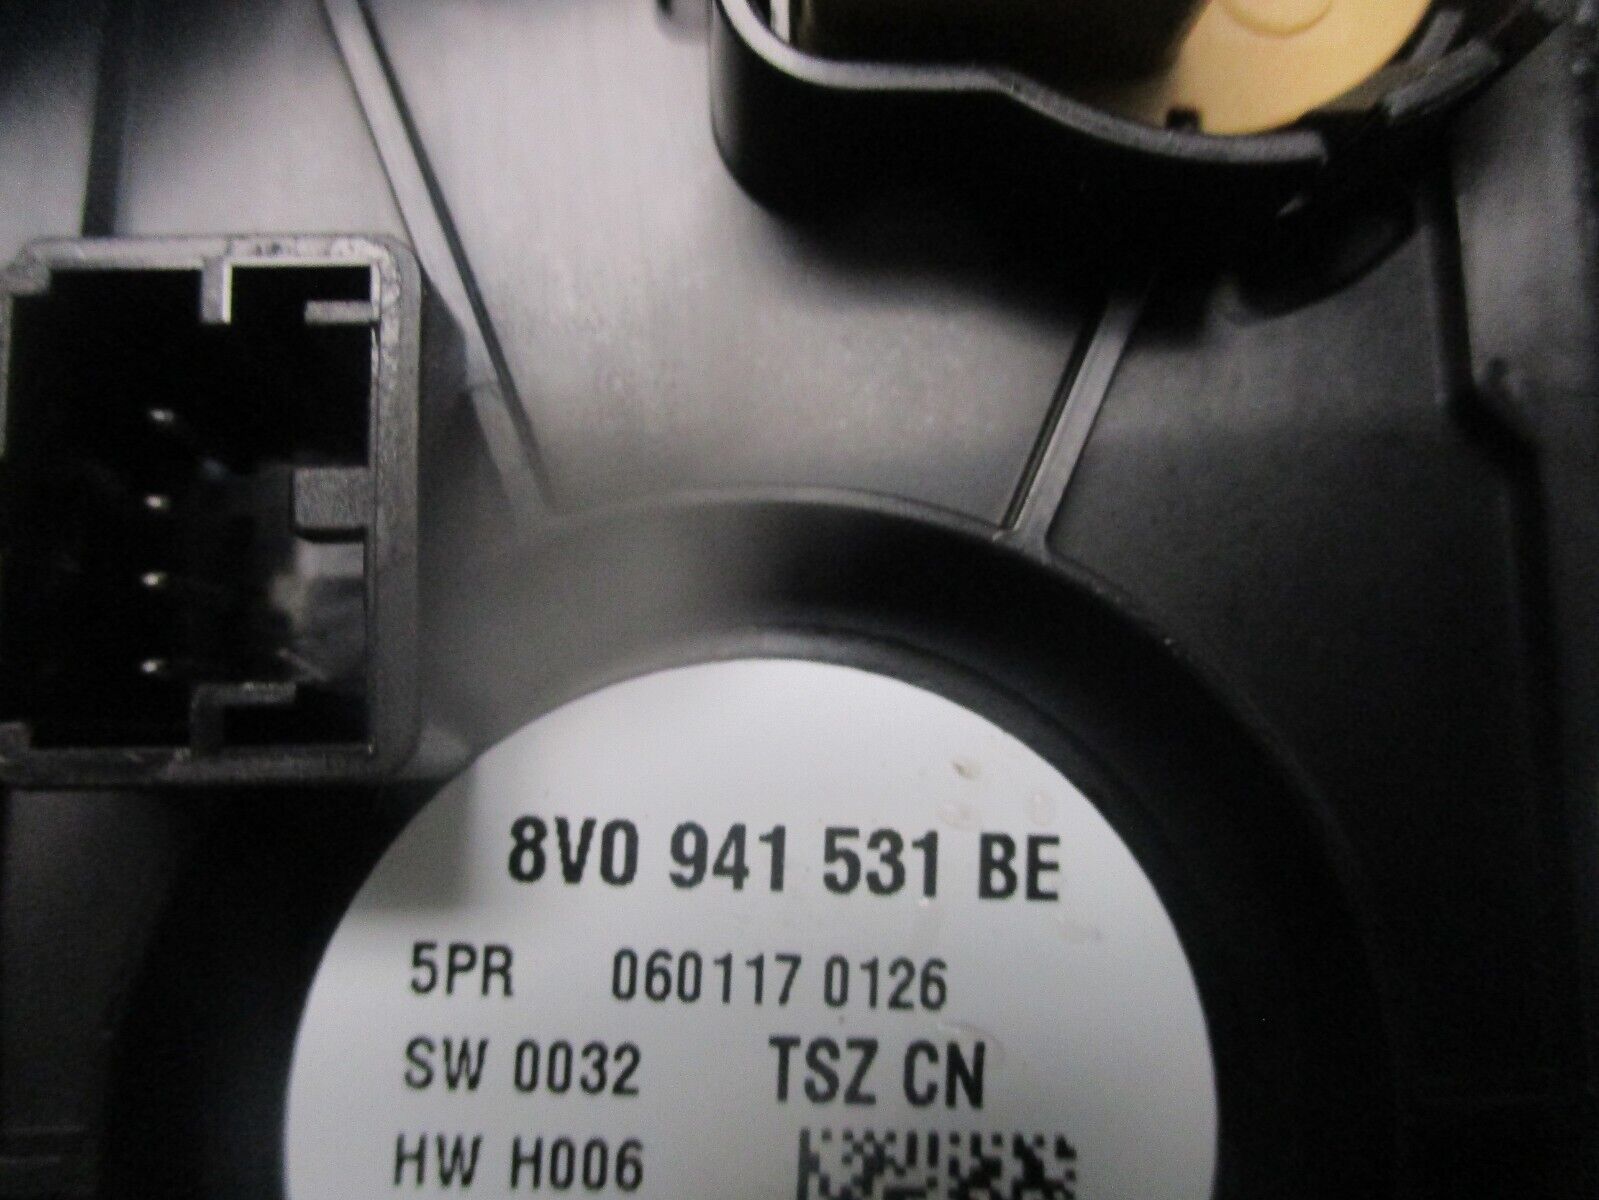 8V0 941 531 BE
5PR 060117 0126
SW 0032 TSZ CN
HW H006